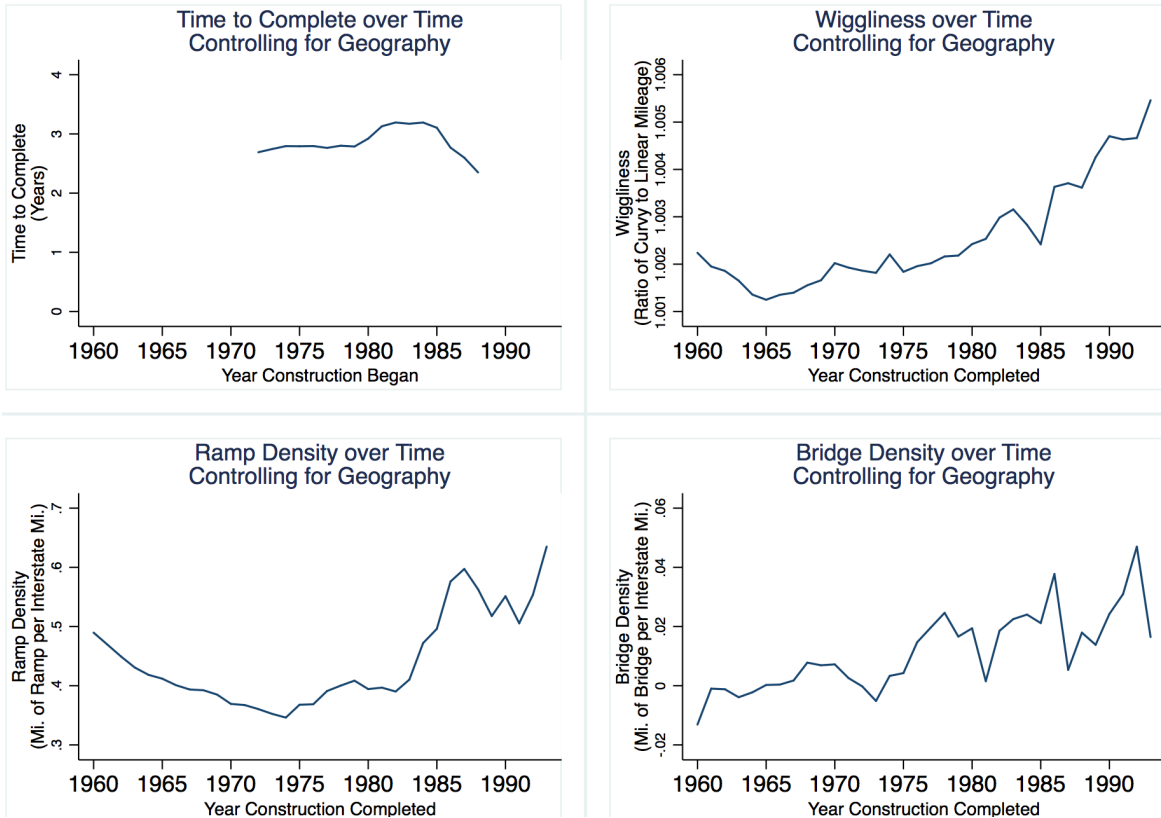 Time to Complete over Time
Controlling for Geography
Time to Complete
(Years)
4
3
2
1
0
1960 1965 1970 1975 1980 1985 1990
Year Construction Began
Wiggliness over Time
Controlling for Geography
Wiggliness
(Ratio of Curvy to Linear Mileage)
1.006
1.005
1.004
1.003
1.002
1.001
1960 1965 1970 1975 1980 1985 1990
Year Construction Completed
Ramp Density over Time
Controlling for Geography
Ramp Density
(Mi. of Ramp per Interstate Mi.)
.7
.6
.5
.4
.3
1960 1965 1970 1975 1980 1985 1990
Year Construction Completed
Bridge Density over Time
Controlling for Geography
Bridge Density
(Mi. of Bridge per Interstate Mi.)
.06
.04
.02
0
-.02
1960 1965 1970 1975 1980 1985 1990
Year Construction Completed